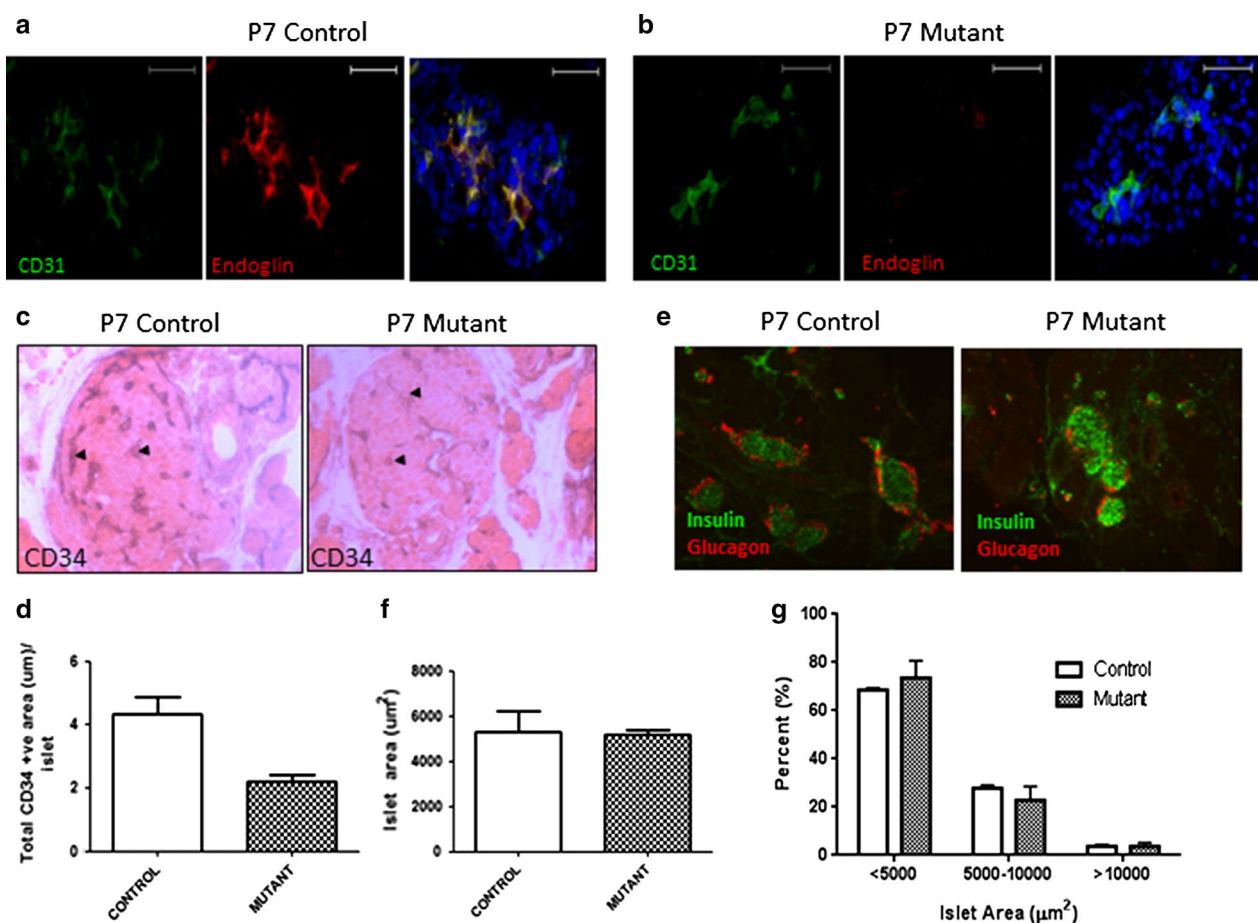 a
P7 Control
CD31
Endoglin
b
P7 Mutant
CD31
Endoglin
c
P7 Control
P7 Mutant
CD34
CD34
e
P7 Control
P7 Mutant
Insulin
Glucagon
Insulin
Glucagon
d
Total CD34 +ve area (um)/
islet
6
4
2
0
CONTROL
MUTANT
f
Islet area (um²)
8000
6000
4000
2000
0
CONTROL
MUTANT
g
Percent (%)
100
80
60
40
20
0
Control
Mutant
<5000
5000-10000
>10000
Islet Area (μm²)